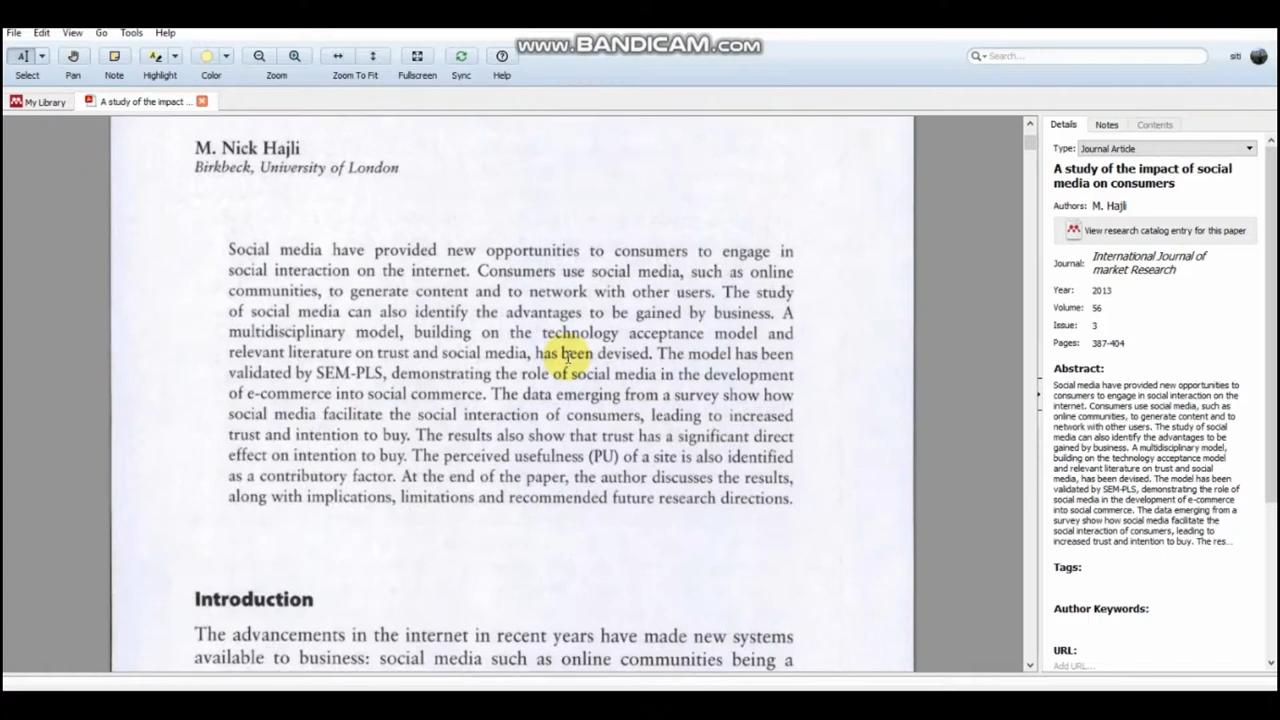 www.BANDICAM.com
File Edit View Go Tools Help
Select Pan Note Highlight Color Zoom Zoom To Fit Fullscreen Sync Help
Search...
siti
My Library
A study of the impact ...
M. Nick Hajli
Birkbeck, University of London
Social media have provided new opportunities to consumers to engage in
social interaction on the internet. Consumers use social media, such as online
communities, to generate content and to network with other users. The study
of social media can also identify the advantages to be gained by business. A
multidisciplinary model, building on the technology acceptance model and
relevant literature on trust and social media, has been devised. The model has been
validated by SEM-PLS, demonstrating the role of social media in the development
of e-commerce into social commerce. The data emerging from a survey show how
social media facilitate the social interaction of consumers, leading to increased
trust and intention to buy. The results also show that trust has a significant direct
effect on intention to buy. The perceived usefulness (PU) of a site is also identified
as a contributory factor. At the end of the paper, the author discusses the results,
along with implications, limitations and recommended future research directions.
Introduction
The advancements in the internet in recent years have made new systems
available to business: social media such as online communities being a
Details Notes Contents
Type: Journal Article
A study of the impact of social
media on consumers
Authors: M. Hajli
View research catalog entry for this paper
Journal: International Journal of
market Research
Year: 2013
Volume: 56
Issue: 3
Pages: 387-404
Abstract:
Social media have provided new opportunities to
consumers to engage in social interaction on the
internet. Consumers use social media, such as
online communities, to generate content and to
network with other users. The study of social
media can also identify the advantages to be
gained by business. A multidisciplinary model,
building on the technology acceptance model
and relevant literature on trust and social
media, has been devised. The model has been
validated by SEM-PLS, demonstrating the role of
social media in the development of e-commerce
into social commerce. The data emerging from a
survey show how social media facilitate the
social interaction of consumers, leading to
increased trust and intention to buy. The res...
Tags:
Author Keywords:
URL:
Add URL...